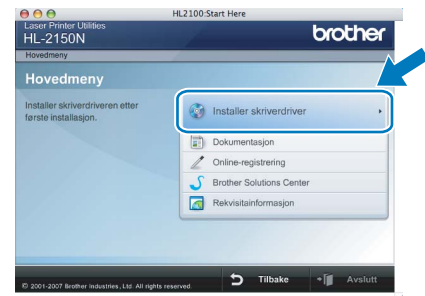 HL2100:Start Here
Laser Printer Utilities
HL-2150N
brother
Hovedmeny
Hovedmeny
Installer skriverdriveren etter
første installasjon.
Installer skriverdriver
Dokumentasjon
Online-registrering
Brother Solutions Center
Rekvisitainformasjon
© 2001-2007 Brother Industries, Ltd. All rights reserved.
Tilbake
Avslutt